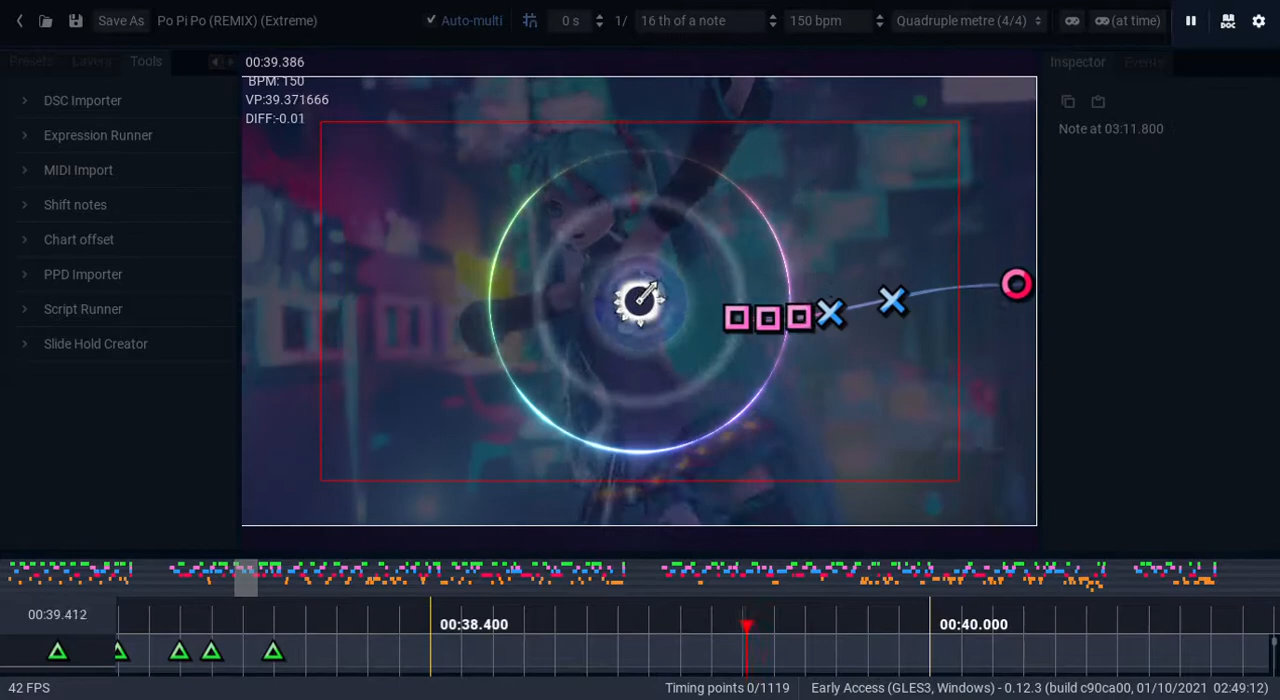 Save As Po Pi Po (REMIX) (Extreme) Auto-multi 0 s 1/ 16 th of a note 150 bpm Quadruple metre (4/4) (at time) DOC
Presets Layers Tools
00:39.386
BPM: 150
VP:39.371666
DIFF:-0.01
Inspector Events
DSC Importer
Expression Runner
MIDI Import
Shift notes
Chart offset
PPD Importer
Script Runner
Slide Hold Creator
Note at 03:11.800
00:39.412
00:38.400
00:40.000
42 FPS
Timing points 0/1119
Early Access (GLES3, Windows) - 0.12.3 (build c90ca00, 01/10/2021 02:49:12)